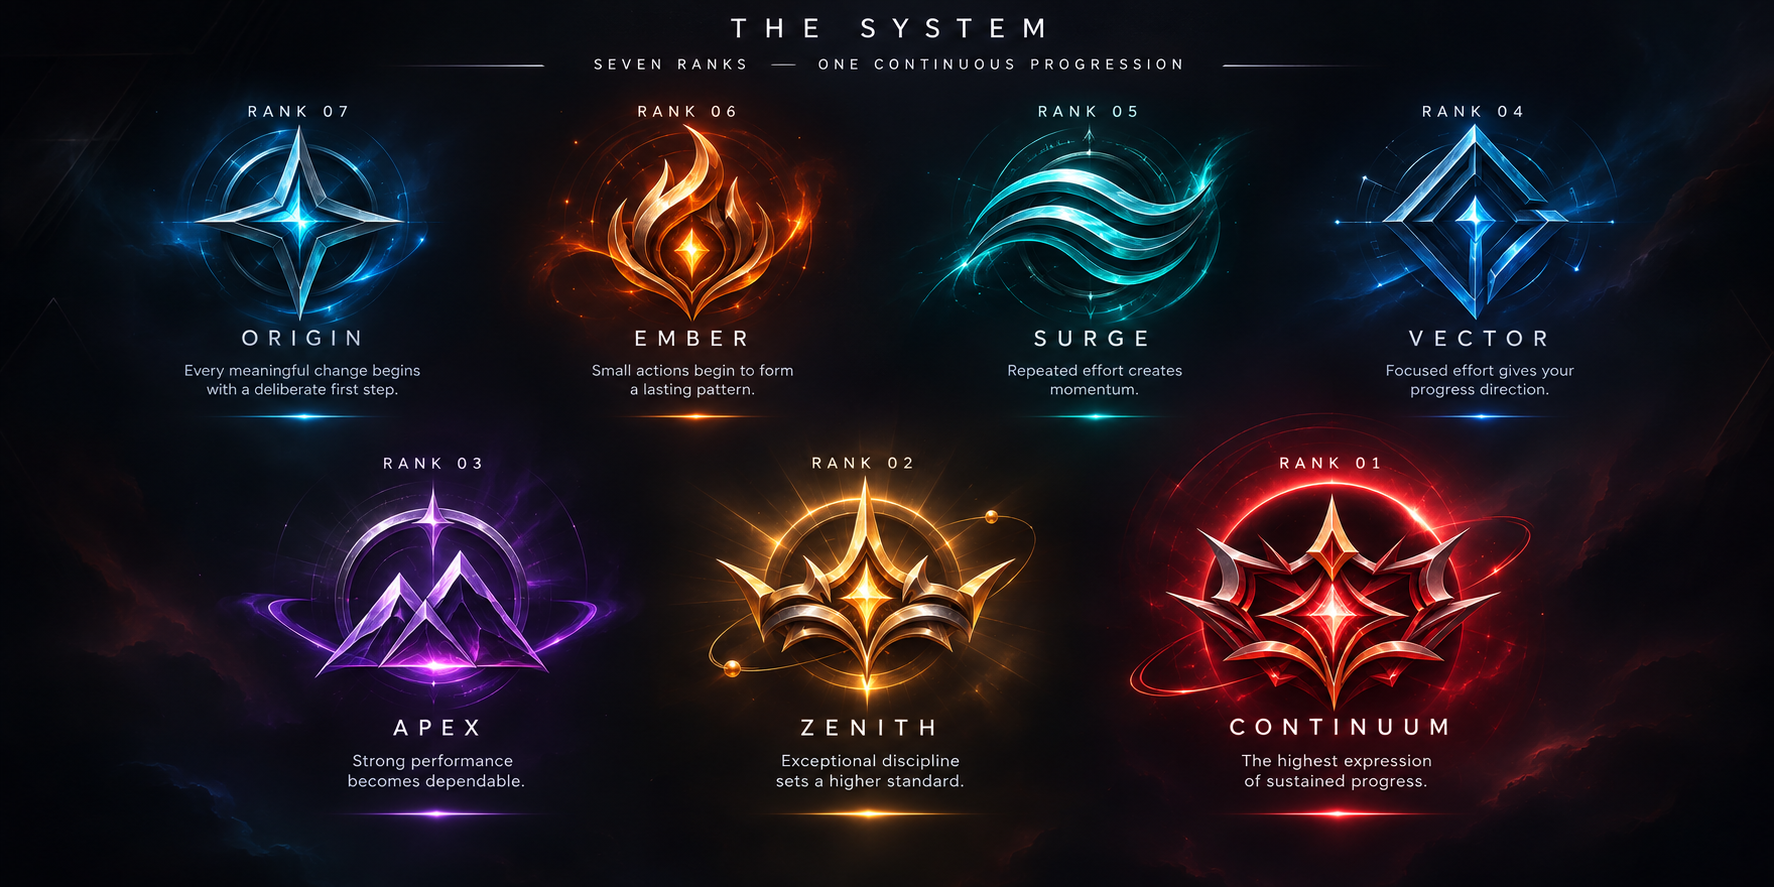 THE SYSTEM
SEVEN RANKS — ONE CONTINUOUS PROGRESSION
RANK 07
ORIGIN
Every meaningful change begins
with a deliberate first step.
RANK 06
EMBER
Small actions begin to form
a lasting pattern.
RANK 05
SURGE
Repeated effort creates
momentum.
RANK 04
VECTOR
Focused effort gives your
progress direction.
RANK 03
APEX
Strong performance
becomes dependable.
RANK 02
ZENITH
Exceptional discipline
sets a higher standard.
RANK 01
CONTINUUM
The highest expression
of sustained progress.